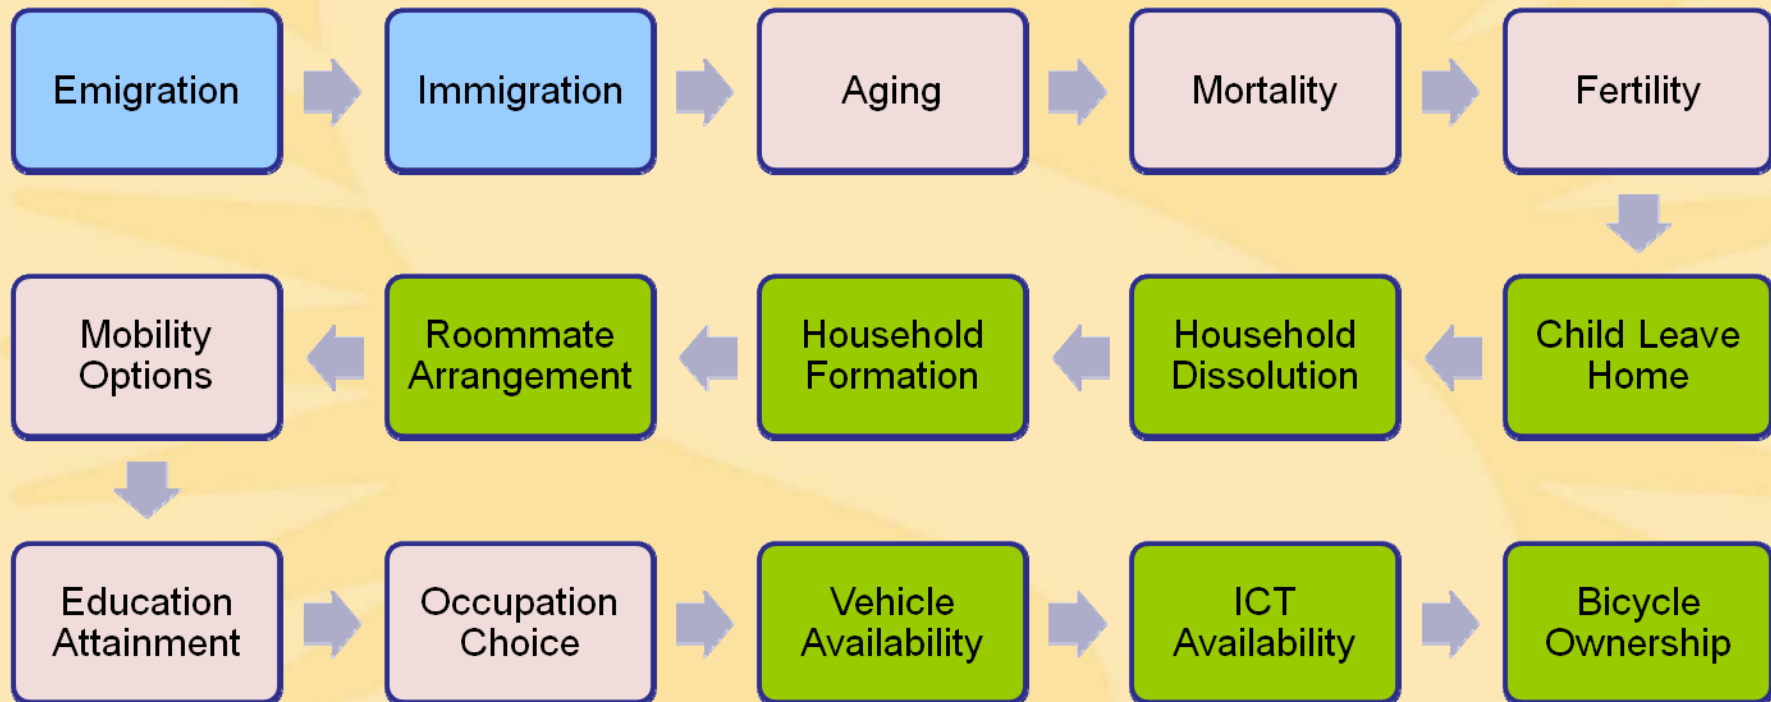 Emigration
Immigration
Aging
Mortality
Fertility
Child Leave
Home
Household
Dissolution
Household
Formation
Roommate
Arrangement
Mobility
Options
Education
Attainment
Occupation
Choice
Vehicle
Availability
ICT
Availability
Bicycle
Ownership